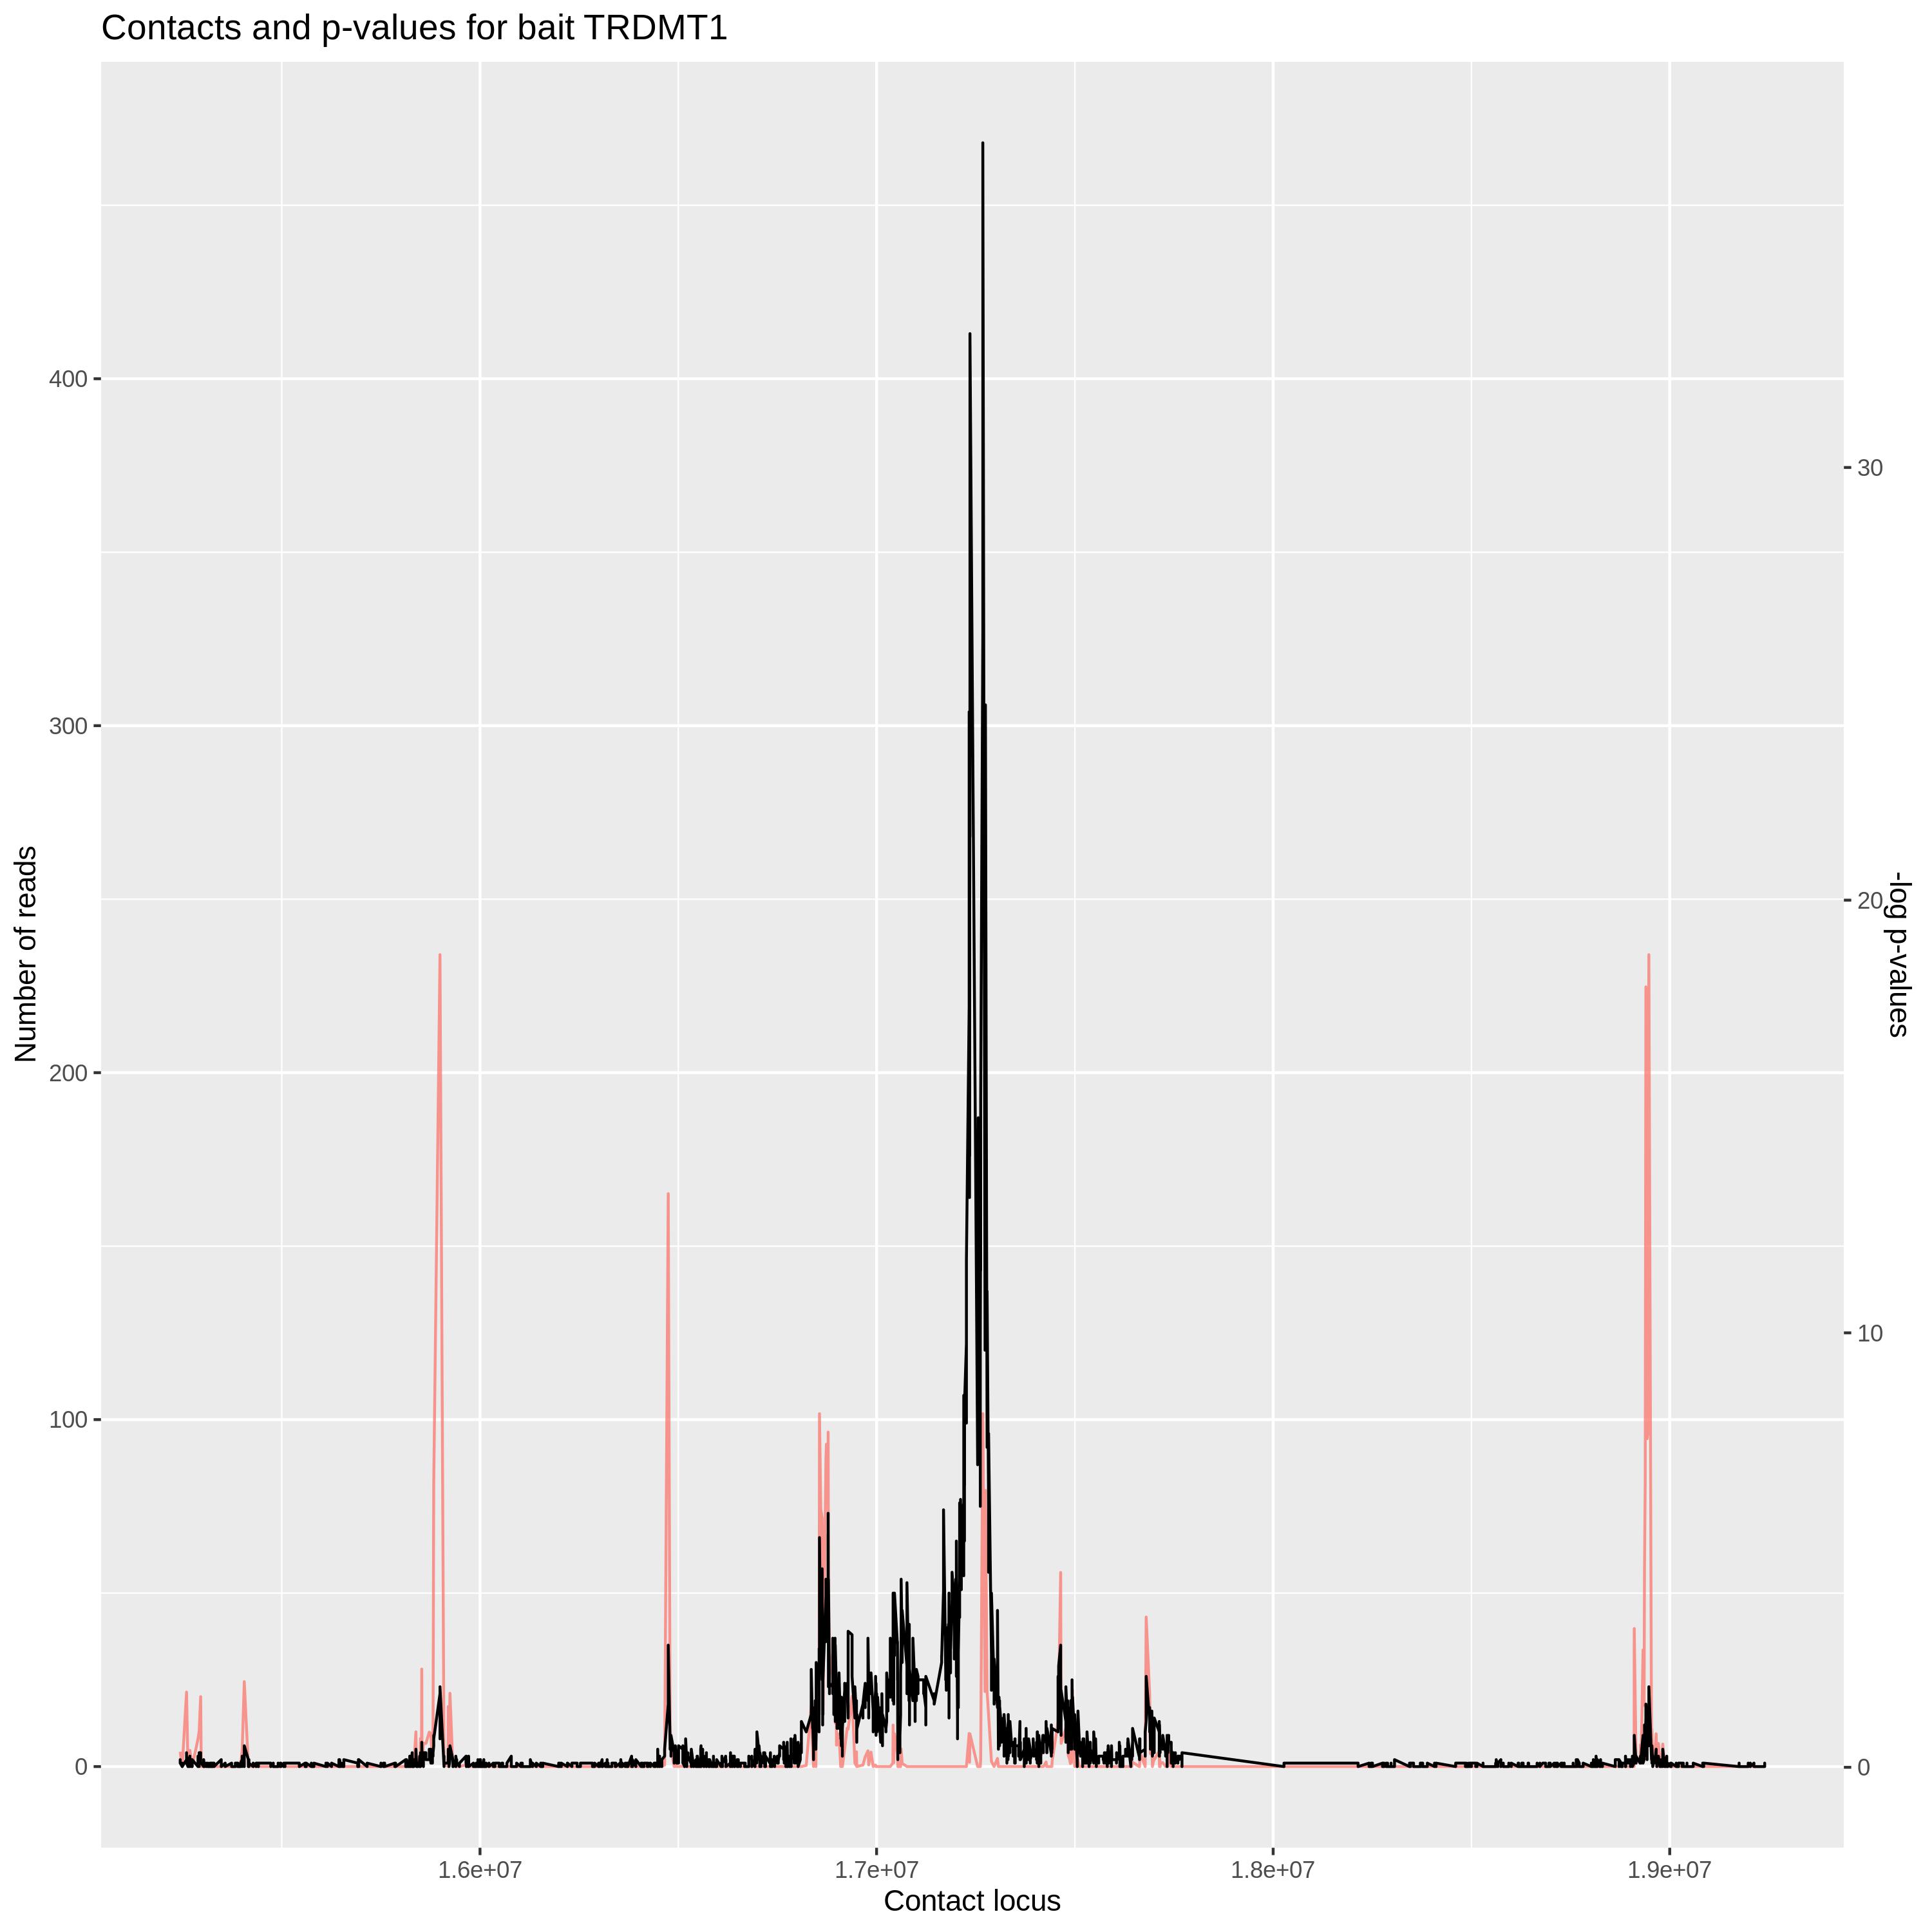 Contacts and p-values for bait TRDMT1
Number of reads
400
300
200
100
0
30
20
10
0
-log p-values
1.6e+07
1.7e+07
1.8e+07
1.9e+07
Contact locus